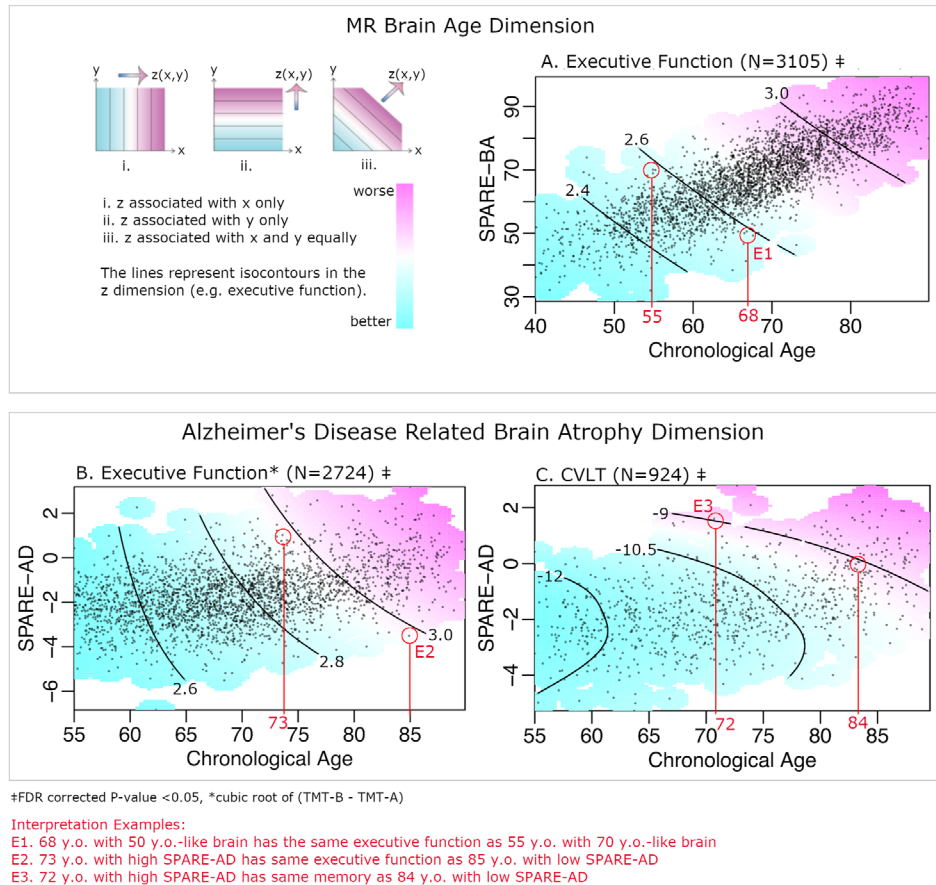 MR Brain Age Dimension
y z(x,y) x i.
y z(x,y) x ii.
y z(x,y) x iii.
i. z associated with x only
ii. z associated with y only
iii. z associated with x and y equally
The lines represent isocontours in the
z dimension (e.g. executive function).
worse
better
A. Executive Function (N=3105) ‡
SPARE-BA
90
70
50
30
2.4
2.6
3.0
E1
55
68
40 50 60 70 80
Chronological Age
Alzheimer's Disease Related Brain Atrophy Dimension
B. Executive Function* (N=2724) ‡
SPARE-AD
2
0
-2
-4
-6
2.6
2.8
3.0
E2
73
55 60 65 70 75 80 85
Chronological Age
C. CVLT (N=924) ‡
SPARE-AD
2
0
-2
-4
-9
-10.5
-12
E3
72
84
55 60 65 70 75 80 85
Chronological Age
‡FDR corrected P-value <0.05, *cubic root of (TMT-B - TMT-A)
Interpretation Examples:
E1. 68 y.o. with 50 y.o.-like brain has the same executive function as 55 y.o. with 70 y.o.-like brain
E2. 73 y.o. with high SPARE-AD has same executive function as 85 y.o. with low SPARE-AD
E3. 72 y.o. with high SPARE-AD has same memory as 84 y.o. with low SPARE-AD